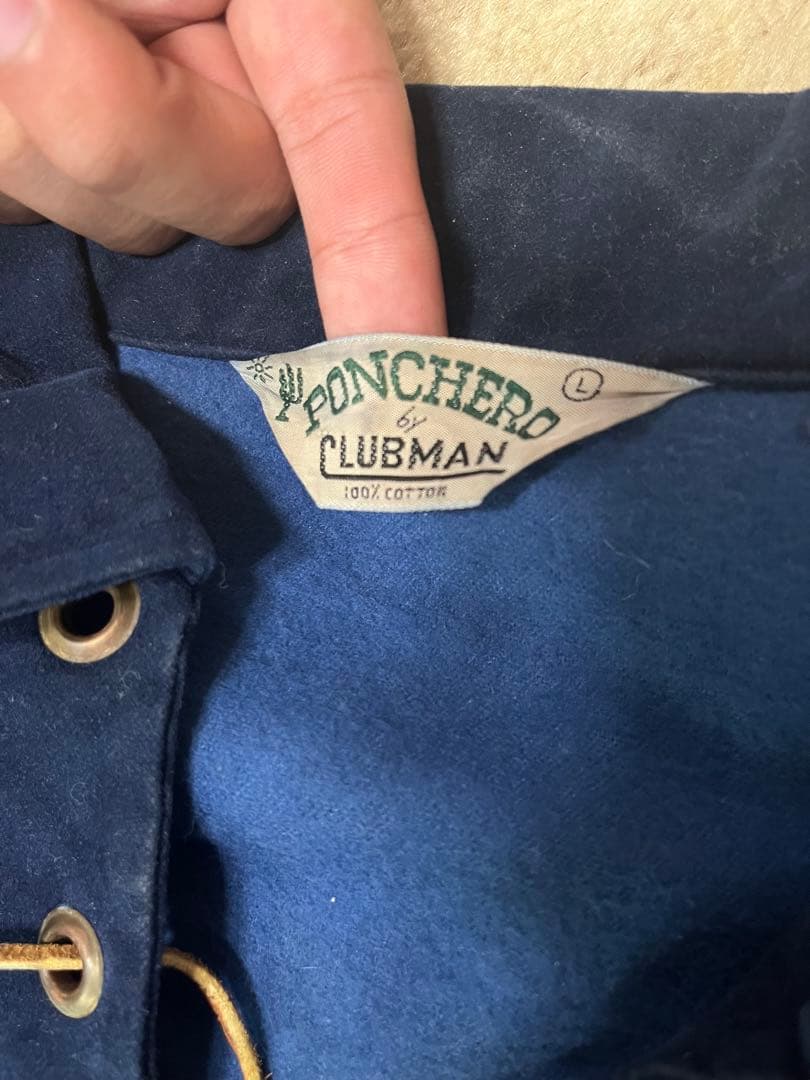 PONCHERO
L
by
CLUBMAN
100% COTTON